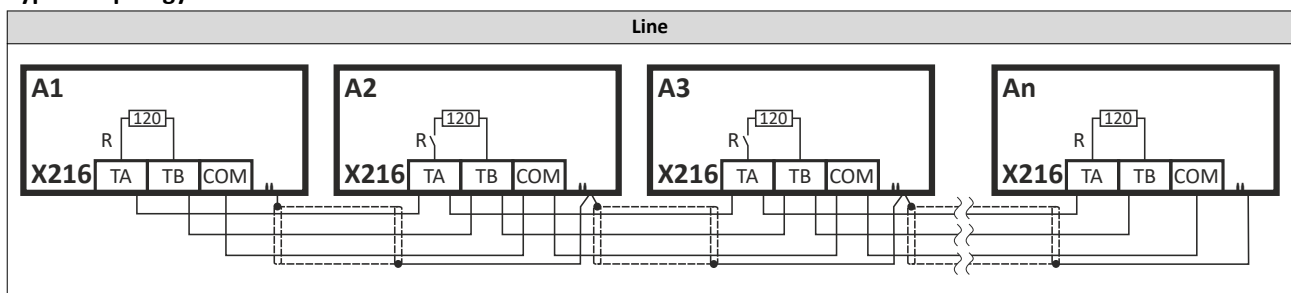 Line
A1 A2 A3 An
120 120 120 120
R R R R
X216 TA TB COM X216 TA TB COM X216 TA TB COM X216 TA TB COM